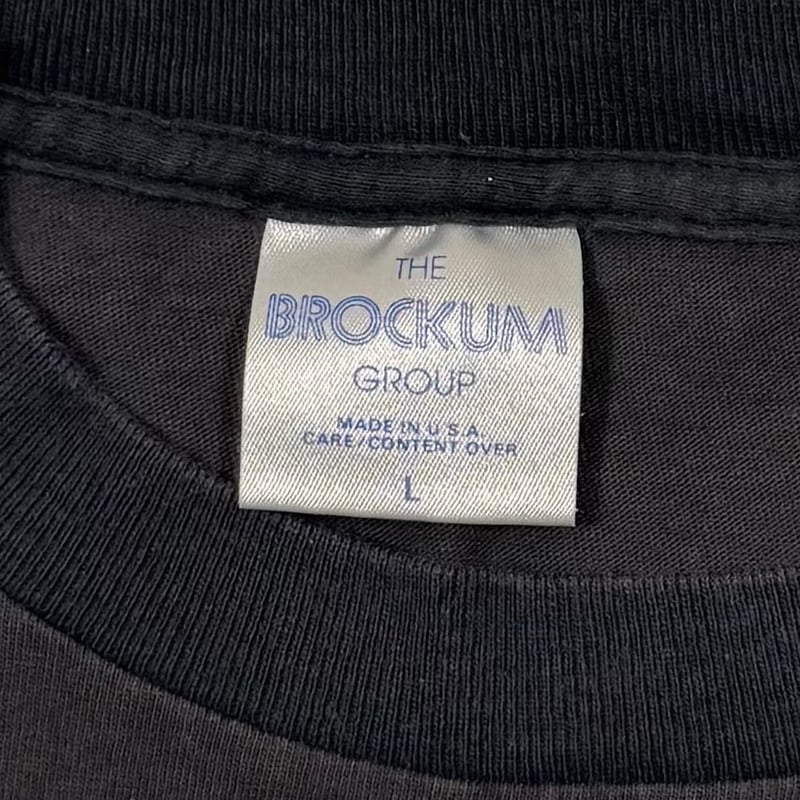 THE
BROCKUM
GROUP
MADE IN U.S.A.
CARE/CONTENT OVER
L